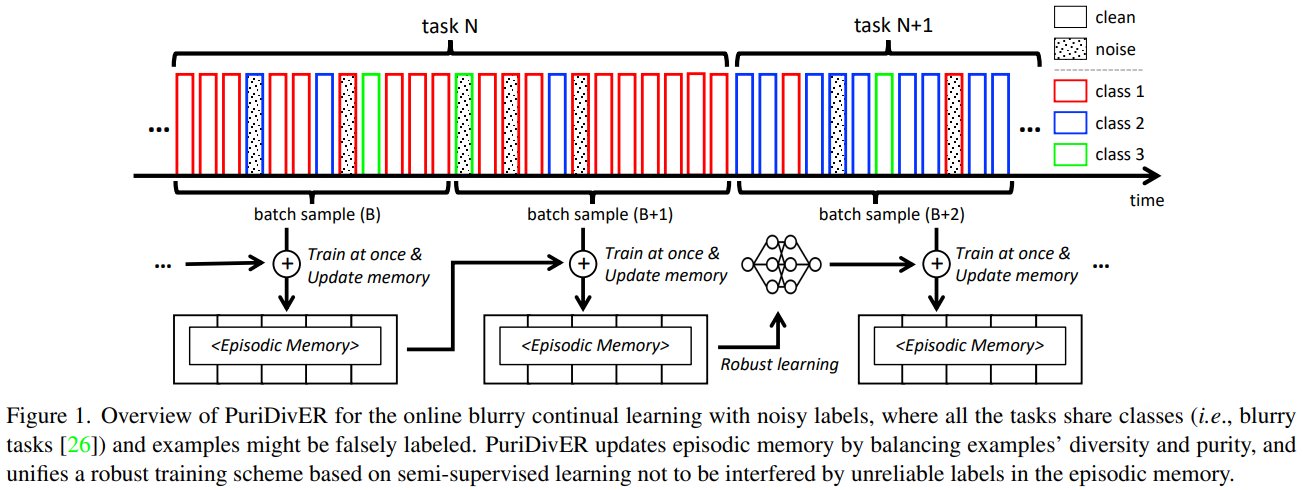 task N
task N+1
clean
noise
class 1
class 2
class 3
...
...
time
batch sample (B)
batch sample (B+1)
batch sample (B+2)
...
+
Train at once &
Update memory
+
Train at once &
Update memory
+
Train at once &
Update memory
...
<Episodic Memory>
<Episodic Memory>
Robust learning
<Episodic Memory>
Figure 1. Overview of PuriDivER for the online blurry continual learning with noisy labels, where all the tasks share classes (i.e., blurry
tasks [26]) and examples might be falsely labeled. PuriDivER updates episodic memory by balancing examples' diversity and purity, and
unifies a robust training scheme based on semi-supervised learning not to be interfered by unreliable labels in the episodic memory.